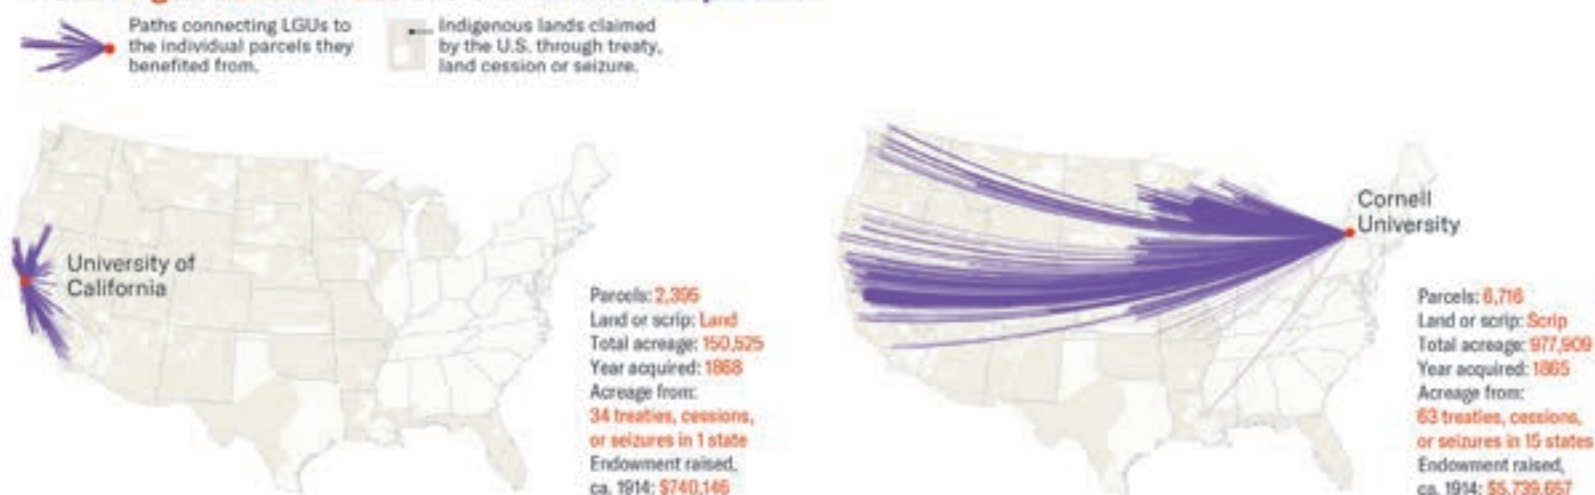 Paths connecting LGUs to
the individual parcels they
benefited from.
Indigenous lands claimed
by the U.S. through treaty,
land cession or seizure.
University of
California
Parcels: 2,395
Land or scrip: Land
Total acreage: 150,525
Year acquired: 1868
Acreage from:
34 treaties, cessions,
or seizures in 1 state
Endowment raised,
ca. 1914: $740,146
Cornell
University
Parcels: 6,716
Land or scrip: Scrip
Total acreage: 977,909
Year acquired: 1865
Acreage from:
63 treaties, cessions,
or seizures in 15 states
Endowment raised,
ca. 1914: $5,739,657